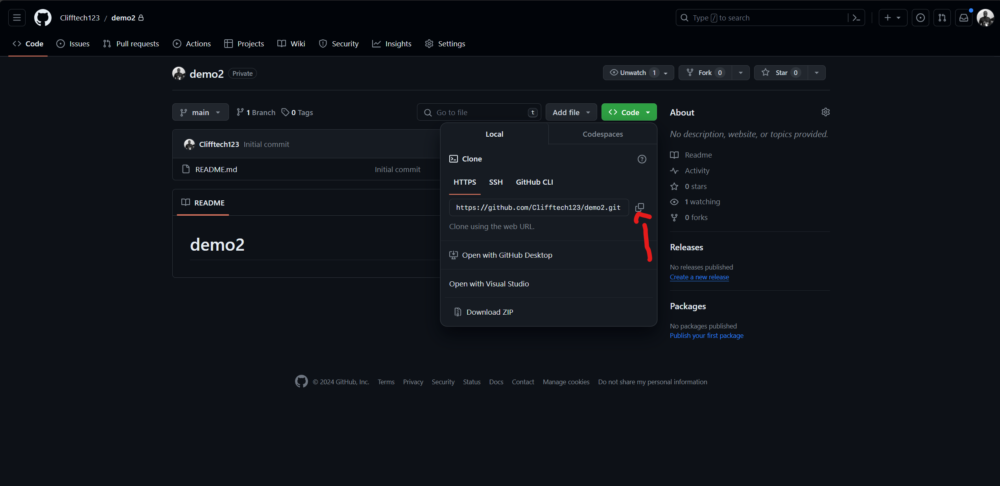 Clifftech123 / demo2
Type / to search
Code Issues Pull requests Actions Projects Wiki Security Insights Settings
demo2 Private
Unwatch 1 Fork 0 Star 0
main 1 Branch 0 Tags
Go to file t Add file Code
Clifftech123 Initial commit
README.md Initial commit
README
demo2
Local Codespaces
Clone
HTTPS SSH GitHub CLI
https://github.com/Clifftech123/demo2.git
Clone using the web URL.
Open with GitHub Desktop
Open with Visual Studio
Download ZIP
About
No description, website, or topics provided.
Readme
Activity
0 stars
1 watching
0 forks
Releases
No releases published
Create a new release
Packages
No packages published
Publish your first package
© 2024 GitHub, Inc. Terms Privacy Security Status Docs Contact Manage cookies Do not share my personal information